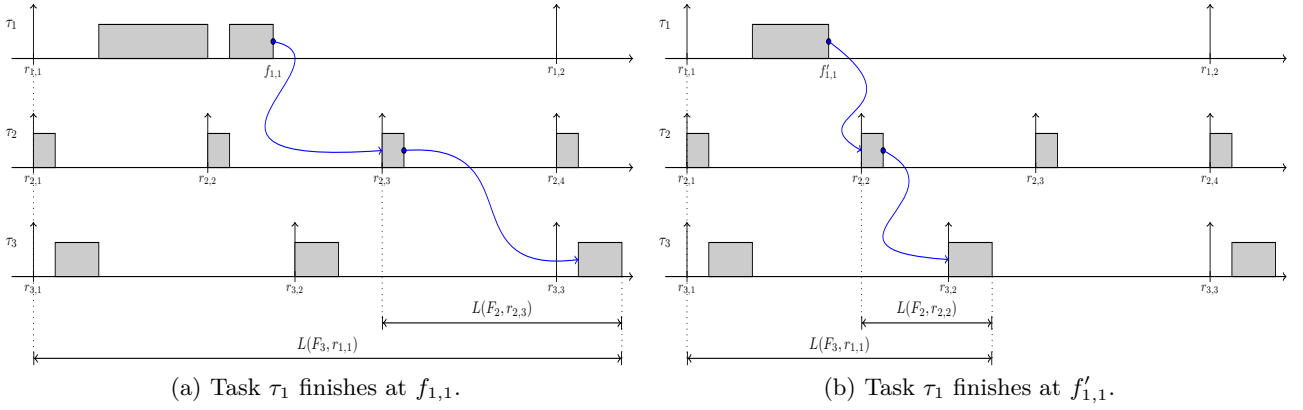 τ₁
r₁,₁
f₁,₁
r₁,₂
τ₂
r₂,₁
r₂,₂
r₂,₃
r₂,₄
τ₃
r₃,₁
r₃,₂
r₃,₃
L(F₂, r₂,₃)
L(F₃, r₁,₁)
(a) Task τ₁ finishes at f₁,₁.
τ₁
r₁,₁
f′₁,₁
r₁,₂
τ₂
r₂,₁
r₂,₂
r₂,₃
r₂,₄
τ₃
r₃,₁
r₃,₂
r₃,₃
L(F₂, r₂,₂)
L(F₃, r₁,₁)
(b) Task τ₁ finishes at f′₁,₁.